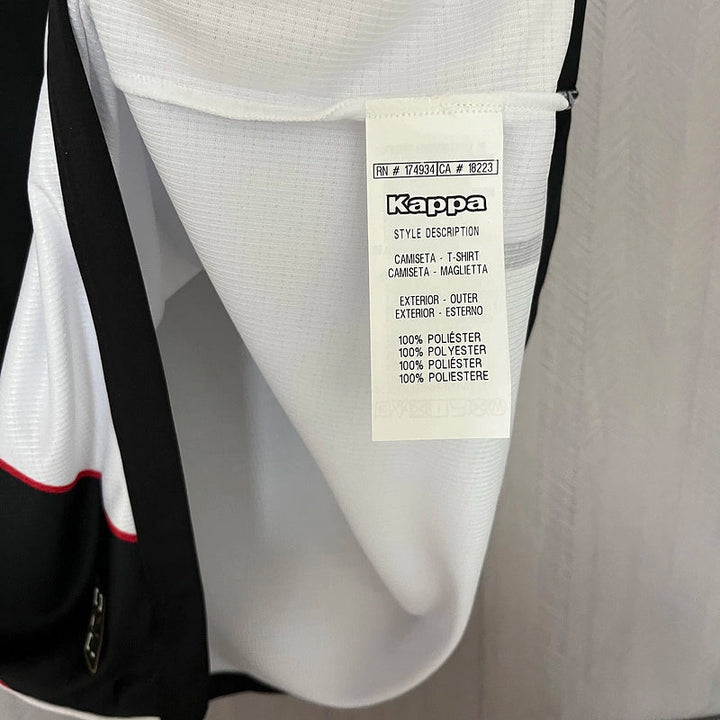 RN # 174934 CA # 18223
Kappa
STYLE DESCRIPTION
CAMISETA - T-SHIRT
CAMISETA - MAGLIETTA
EXTERIOR - OUTER
EXTERIOR - ESTERNO
100% POLIÉSTER
100% POLYESTER
100% POLIÉSTER
100% POLIESTERE